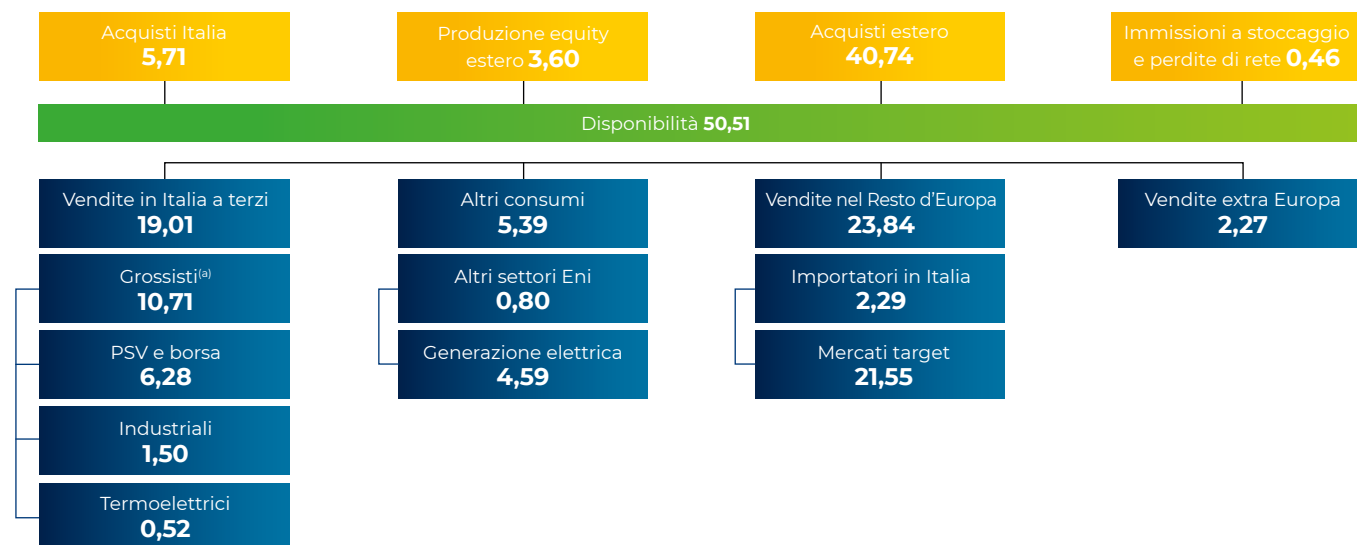 Acquisti Italia
5,71
Produzione equity
estero 3,60
Acquisti estero
40,74
Immissioni a stoccaggio
e perdite di rete 0,46
Disponibilità 50,51
Vendite in Italia a terzi
19,01
Grossisti(a)
10,71
PSV e borsa
6,28
Industriali
1,50
Termoelettrici
0,52
Altri consumi
5,39
Altri settori Eni
0,80
Generazione elettrica
4,59
Vendite nel Resto d'Europa
23,84
Importatori in Italia
2,29
Mercati target
21,55
Vendite extra Europa
2,27